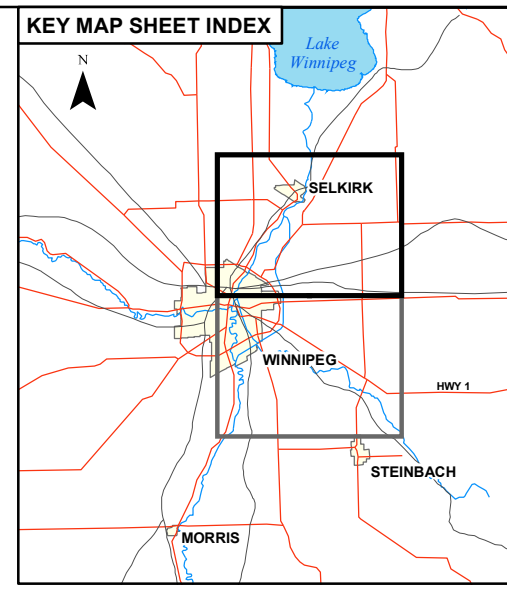 KEY MAP SHEET INDEX
N
Lake
Winnipeg
SELKIRK
WINNIPEG
HWY 1
STEINBACH
MORRIS